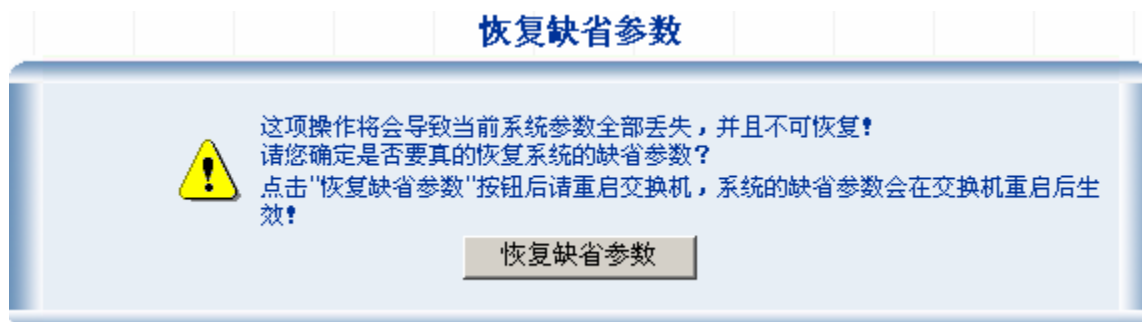 恢复缺省参数
这项操作将会导致当前系统参数全部丢失，并且不可恢复！
请您确定是否要真的恢复系统的缺省参数？
点击"恢复缺省参数"按钮后请重启交换机，系统的缺省参数会在交换机重启后生
效！
恢复缺省参数